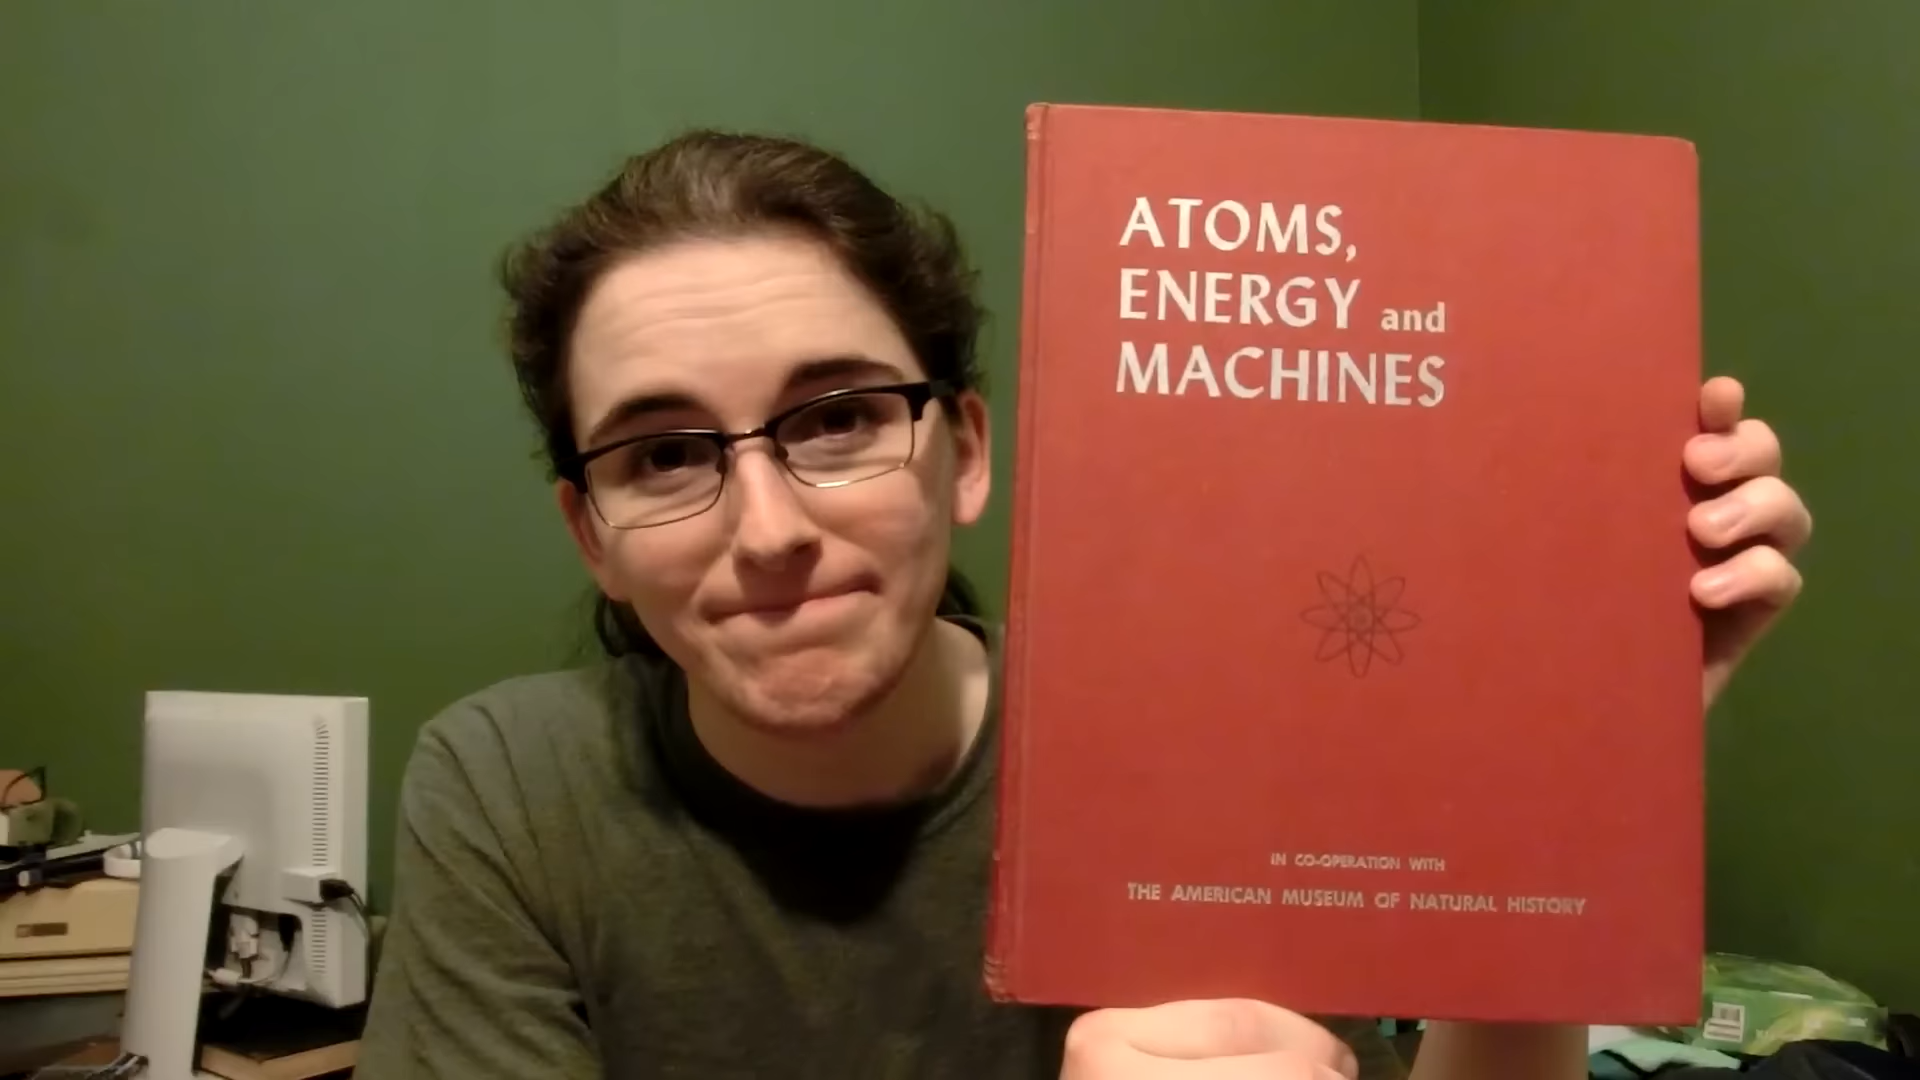 ATOMS,
ENERGY and
MACHINES
IN CO-OPERATION WITH
THE AMERICAN MUSEUM OF NATURAL HISTORY